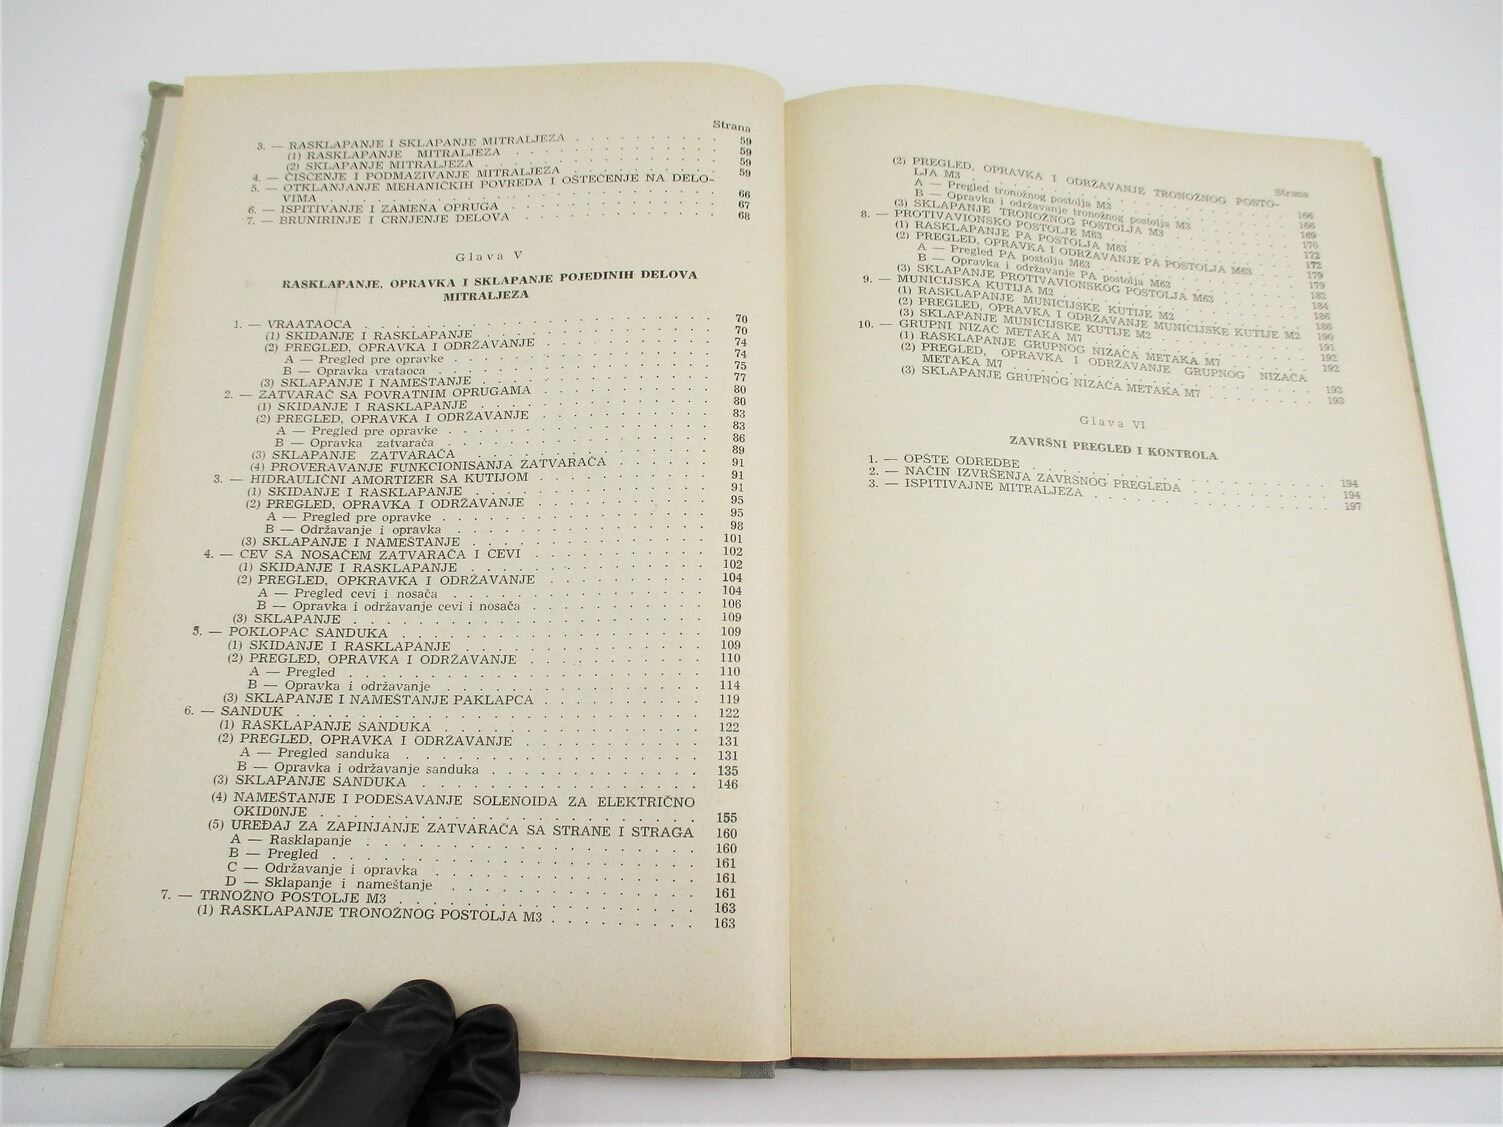 Strana
3. — RASKLAPANJE I SKLAPANJE MITRALJEZA . . . . . . . . 59
(1) RASKLAPANJE MITRALJEZA . . . . . . . . 59
(2) SKLAPANJE MITRALJEZA . . . . . . . . 59
4. — ČIŠĆENJE I PODMAZIVANJE MITRALJEZA . . . . . . . . 59
5. — OTKLANJANJE MEHANIČKIH POVREDA I OŠTEĆENJE NA DELO-
VIMA . . . . . . . . 66
6. — ISPITIVANJE I ZAMENA OPRUGA . . . . . . . . 67
7. — BRUNIRINJE I CRNJENJE DELOVA . . . . . . . . 68
Glava V
RASKLAPANJE, OPRAVKA I SKLAPANJE POJEDINIH DELOVA
MITRALJEZA
1. — VRAATAOCA . . . . . . . . 70
(1) SKIDANJE I RASKLAPANJE . . . . . . . . 70
(2) PREGLED, OPRAVKA I ODRŽAVANJE . . . . . . . . 74
A — Pregled pre opravke . . . . . . . . 74
B — Opravka vrataoca . . . . . . . . 75
(3) SKLAPANJE I NAMEŠTANJE . . . . . . . . 77
2. — ZATVARAČ SA POVRATNIM OPRUGAMA . . . . . . . . 80
(1) SKIDANJE I RASKLAPANJE . . . . . . . . 80
(2) PREGLED, OPRAVKA I ODRŽAVANJE . . . . . . . . 83
A — Pregled pre opravke . . . . . . . . 83
B — Opravka zatvarača . . . . . . . . 86
(3) SKLAPANJE ZATVARAČA . . . . . . . . 89
(4) PROVERAVANJE FUNKCIONISANJA ZATVARAČA . . . . . . . . 91
3. — HIDRAULIČNI AMORTIZER SA KUTIJOM . . . . . . . . 91
(1) SKIDANJE I RASKLAPANJE . . . . . . . . 91
(2) PREGLED, OPRAVKA I ODRŽAVANJE . . . . . . . . 95
A — Pregled pre opravke . . . . . . . . 95
B — Održavanje i opravka . . . . . . . . 98
(3) SKLAPANJE I NAMEŠTANJE . . . . . . . . 101
4. — CEV SA NOSAČEM ZATVARAČA I CEVI . . . . . . . . 102
(1) SKIDANJE I RASKLAPANJE . . . . . . . . 102
(2) PREGLED, OPKRAVKA I ODRŽAVANJE . . . . . . . . 104
A — Pregled cevi i nosača . . . . . . . . 104
B — Opravka i održavanje cevi i nosača . . . . . . . . 106
(3) SKLAPANJE . . . . . . . . 109
5. — POKLOPAC SANDUKA . . . . . . . . 109
(1) SKIDANJE I RASKLAPANJE . . . . . . . . 109
(2) PREGLED, OPRAVKA I ODRŽAVANJE . . . . . . . . 110
A — Pregled . . . . . . . . 110
B — Opravka i održavanje . . . . . . . . 114
(3) SKLAPANJE I NAMEŠTANJE PAKLAPCA . . . . . . . . 119
6. — SANDUK . . . . . . . . 122
(1) RASKLAPANJE SANDUKA . . . . . . . . 122
(2) PREGLED, OPRAVKA I ODRŽAVANJE . . . . . . . . 131
A — Pregled sanduka . . . . . . . . 131
B — Opravka i održavanje sanduka . . . . . . . . 135
(3) SKLAPANJE SANDUKA . . . . . . . . 146
(4) NAMEŠTANJE I PODEŠAVANJE SOLENOIDA ZA ELEKTRIČNO
OKIDONJE . . . . . . . . 155
(5) UREĐAJ ZA ZAPINJANJE ZATVARAČA SA STRANE I STRAGA 160
A — Rasklapanje . . . . . . . . 160
B — Pregled . . . . . . . . 161
C — Održavanje i opravka . . . . . . . . 161
D — Sklapanje i nameštanje . . . . . . . . 161
7. — TRNOŽNO POSTOLJE M3 . . . . . . . . 163
(1) RASKLAPANJE TRONOŽNOG POSTOLJA M3 . . . . . . . . 163
Strana
(2) PREGLED, OPRAVKA I ODRŽAVANJE TRONOŽNOG POSTO-
LJA M3 . . . . . . . . 166
A — Pregled tronožnog postolja M3 . . . . . . . . 166
B — Opravka i održavanje tronožnog postolja M3 . . . . 169
(3) SKLAPANJE TRONOŽNOG POSTOLJA M3 . . . . . . . . 170
8. — PROTIVAVIONSKO POSTOLJE M63 . . . . . . . . 172
(1) RASKLAPANJE PA POSTOLJA M63 . . . . . . . . 172
(2) PREGLED, OPRAVKA I ODRŽAVANJE PA POSTOLJA M63 . . . 179
A — Pregled PA postolja M63 . . . . . . . . 179
B — Opravka i održavanje PA postolja M63 . . . . . . . . 182
(3) SKLAPANJE PROTIVAVIONSKOG POSTOLJA M63 . . . . . . . . 184
9. — MUNICIJSKA KUTIJA M2 . . . . . . . . 186
(1) RASKLAPANJE MUNICIJSKE KUTIJE M2 . . . . . . . . 186
(2) PREGLED, OPRAVKA I ODRŽAVANJE MUNICIJSKE KUTIJE M2 190
(3) SKLAPANJE MUNICIJSKE KUTIJE M2 . . . . . . . . 191
10. — GRUPNI NIZAČ METAKA M7 . . . . . . . . 192
(1) RASKLAPANJE GRUPNOG NIZAČA METAKA M7 . . . . . . . . 192
(2) PREGLED, OPRAVKA I ODRŽAVANJE GRUPNOG NIZAČA
METAKA M7 . . . . . . . . 193
(3) SKLAPANJE GRUPNOG NIZAČA METAKA M7 . . . . . . . . 193
Glava VI
ZAVRŠNI PREGLED I KONTROLA
1. — OPŠTE ODREDBE . . . . . . . . 194
2. — NAČIN IZVRŠENJA ZAVRŠNOG PREGLEDA . . . . . . . . 194
3. — ISPITIVAJNE MITRALJEZA . . . . . . . . 197